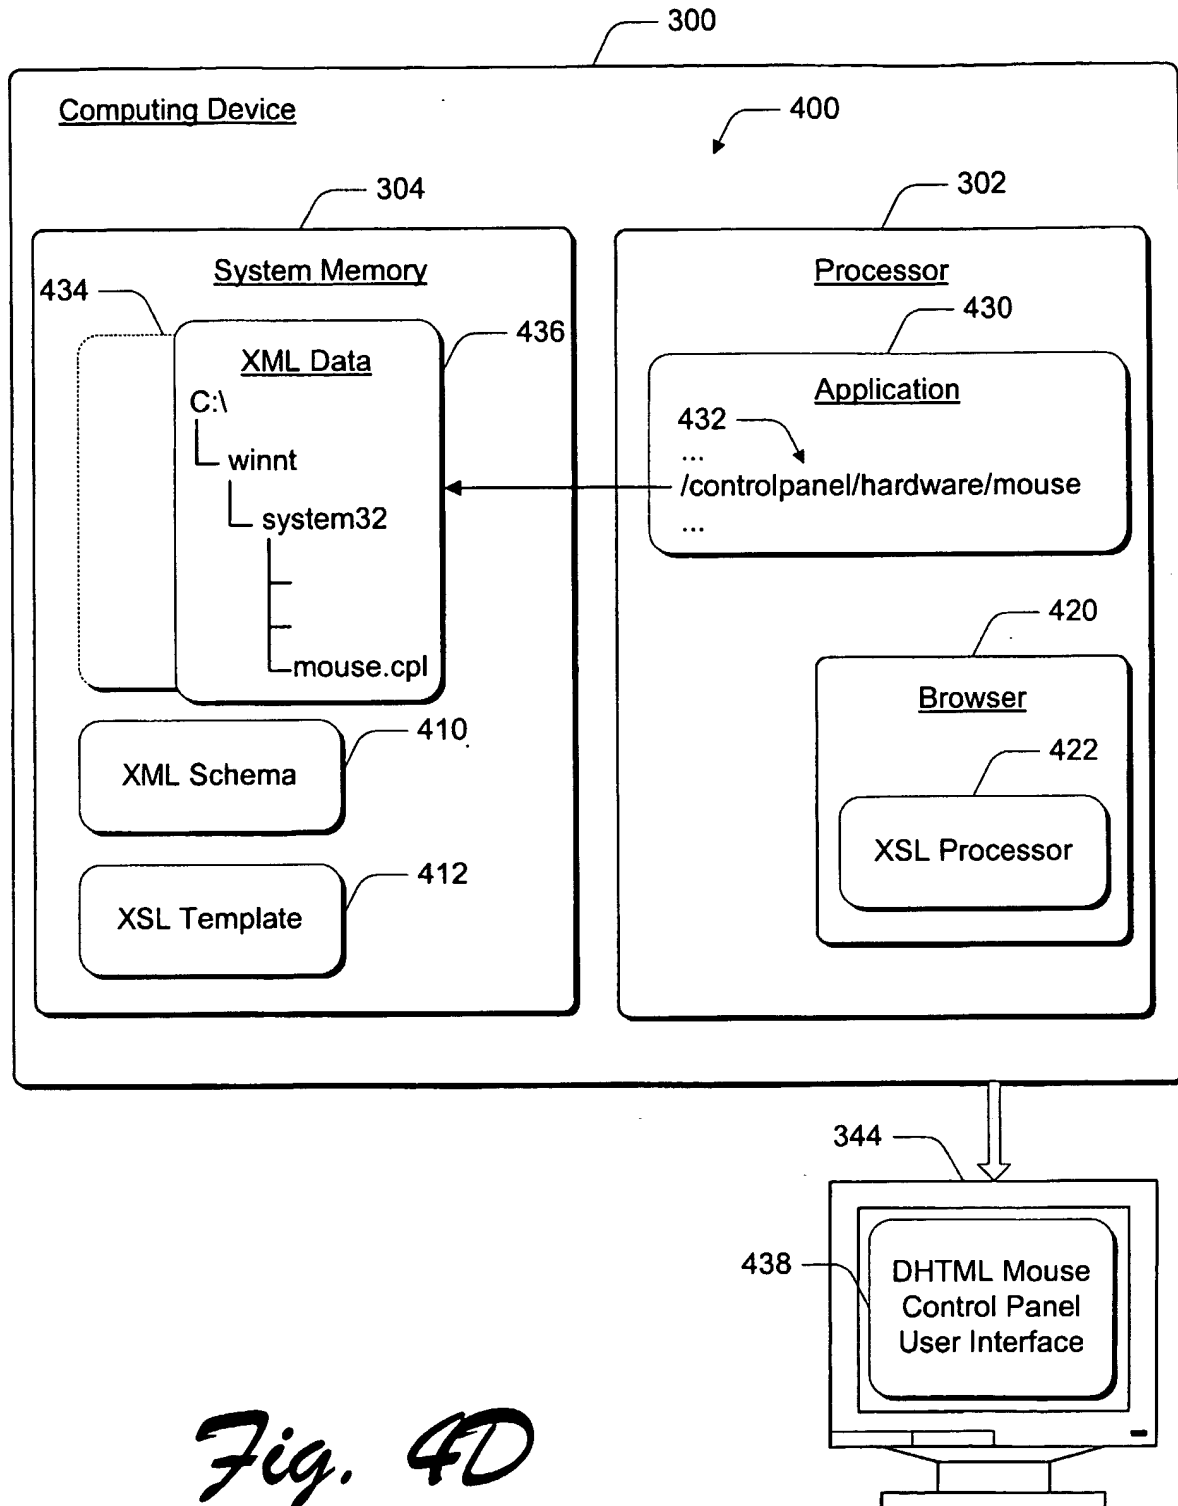 300
Computing Device
400
304
302
System Memory
Processor
434
436
430
XML Data
C:\
winnt
system32
mouse.cpl
Application
432
...
/controlpanel/hardware/mouse
...
420
Browser
410
XML Schema
422
XSL Processor
412
XSL Template
344
438
DHTML Mouse
Control Panel
User Interface
Fig. 4D